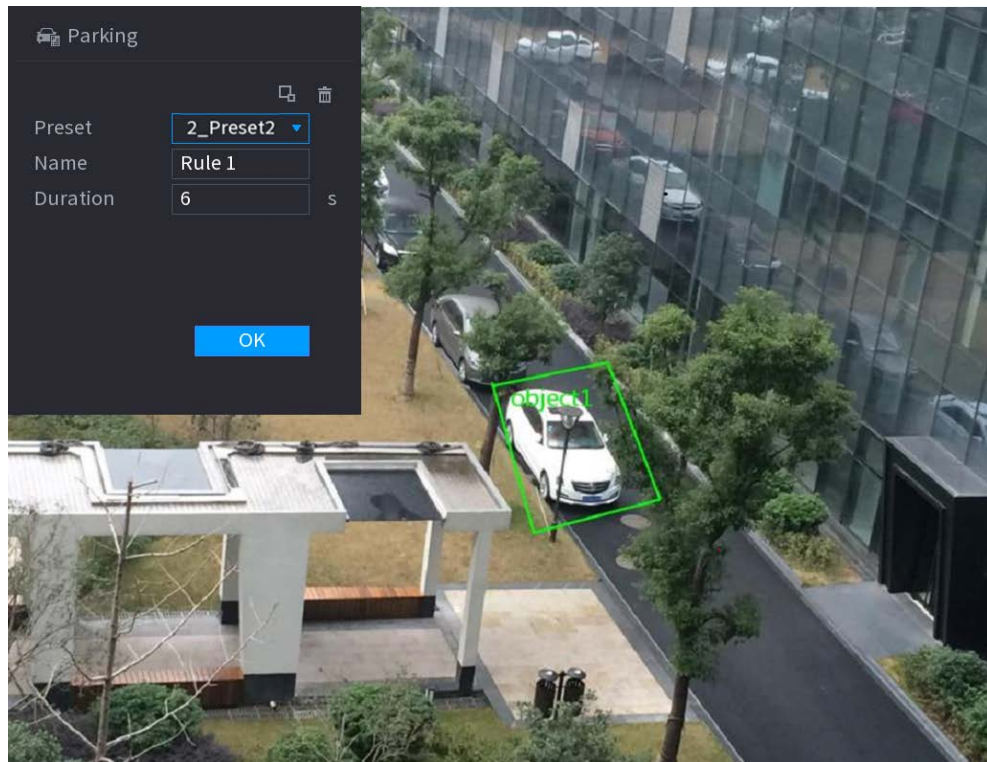 Parking
Preset 2_Preset2
Name Rule 1
Duration 6 s
OK
object1